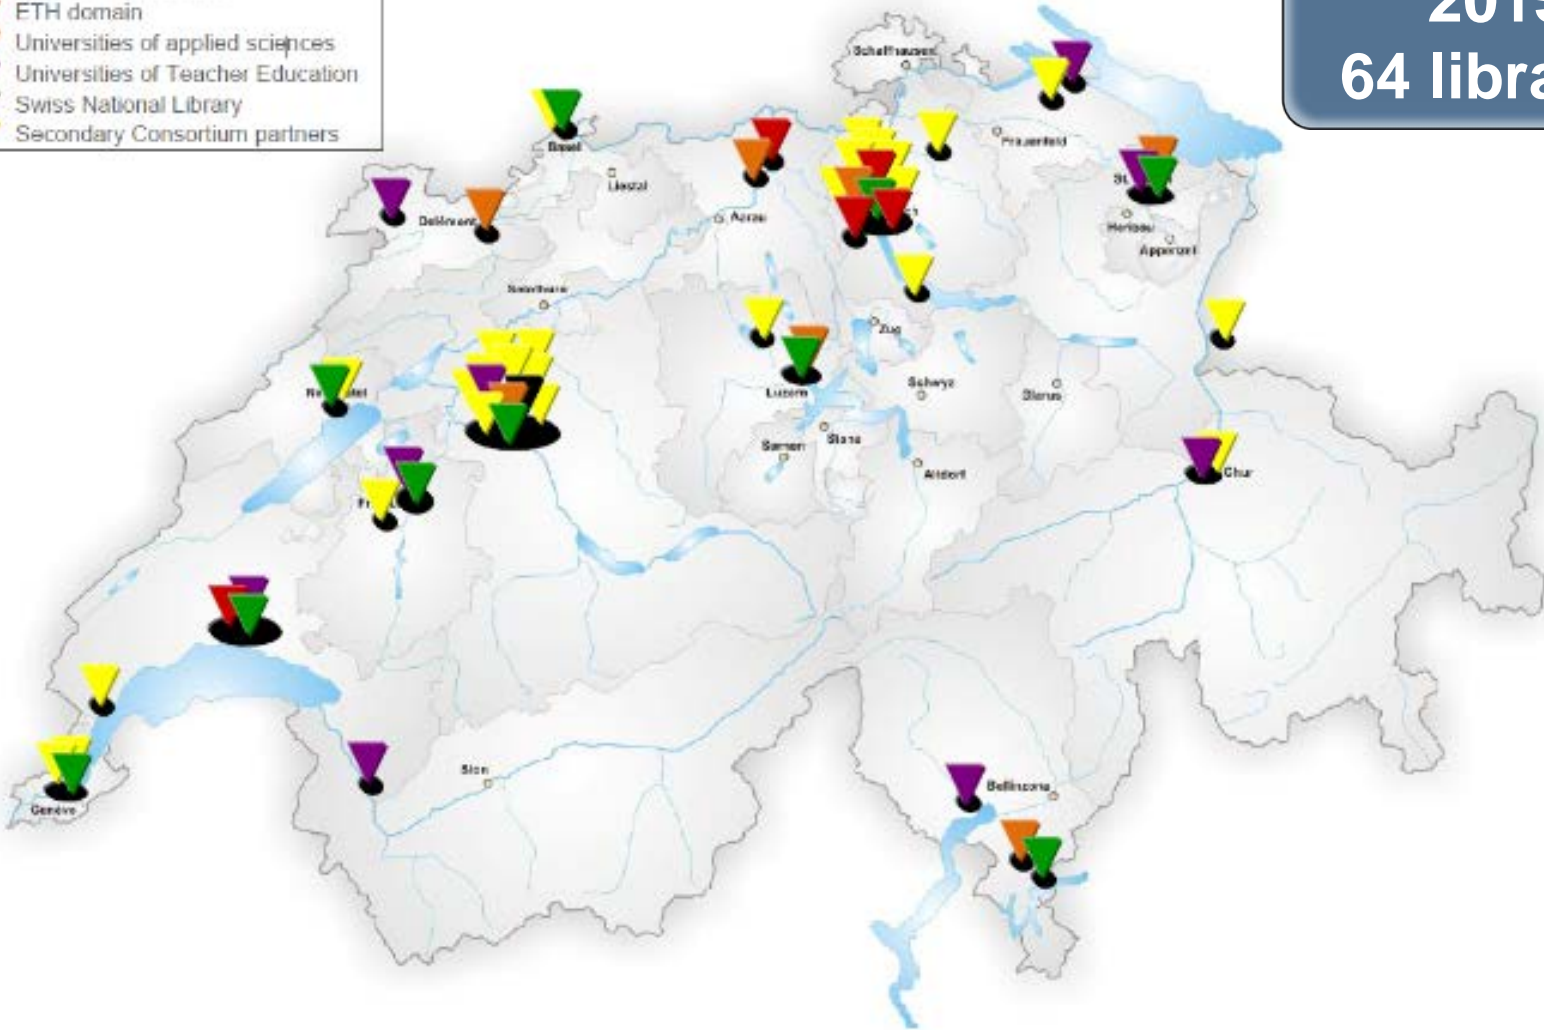 ETH domain
Universities of applied sciences
Universities of Teacher Education
Swiss National Library
Secondary Consortium partners
64
Schaffhausen
Frauenfeld
Basel
Liestal
Delémont
Aarau
St.
Herisau
Appenzell
Solothurn
Zug
Luzern
Schwyz
Glarus
Sarnen
Stans
Altdorf
Chur
Sion
Bellinzona
Genève